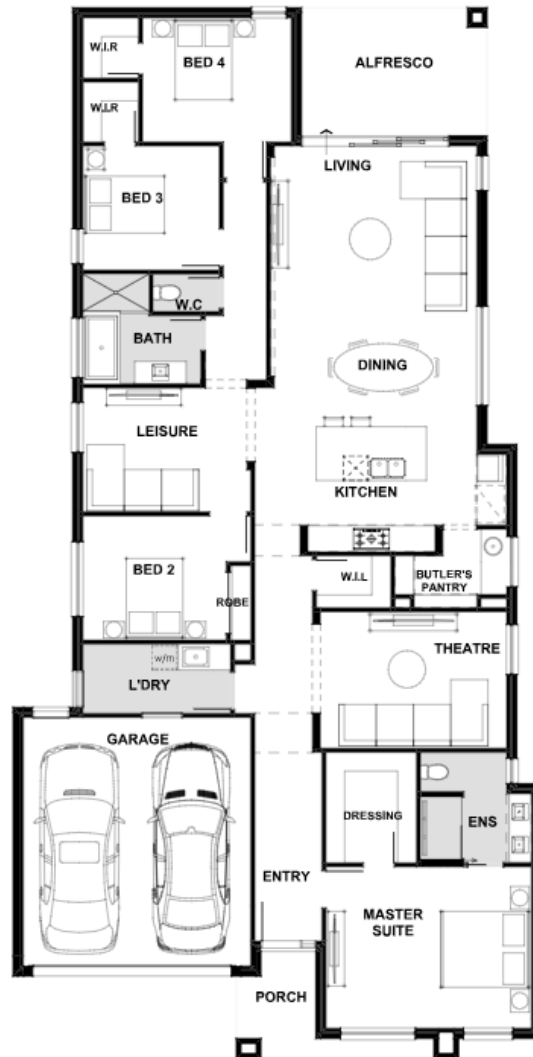 W.I.R
BED 4
ALFRESCO
W.I.R
LIVING
BED 3
W.C
BATH
DINING
LEISURE
KITCHEN
BED 2
ROBE
W.I.L
BUTLER'S
PANTRY
THEATRE
w/m
L'DRY
GARAGE
DRESSING
ENS
ENTRY
MASTER
SUITE
PORCH